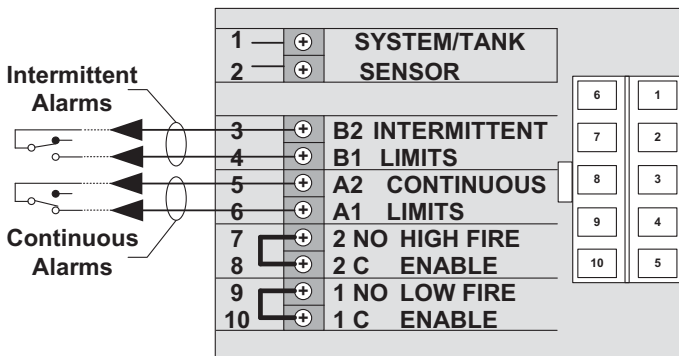 1 SYSTEM/TANK
2 SENSOR
Intermittent
Alarms
3 B2 INTERMITTENT
4 B1 LIMITS
5 A2 CONTINUOUS
6 A1 LIMITS
Continuous
Alarms
7 2 NO HIGH FIRE
8 2 C ENABLE
9 1 NO LOW FIRE
10 1 C ENABLE
6 1
7 2
8 3
9 4
10 5